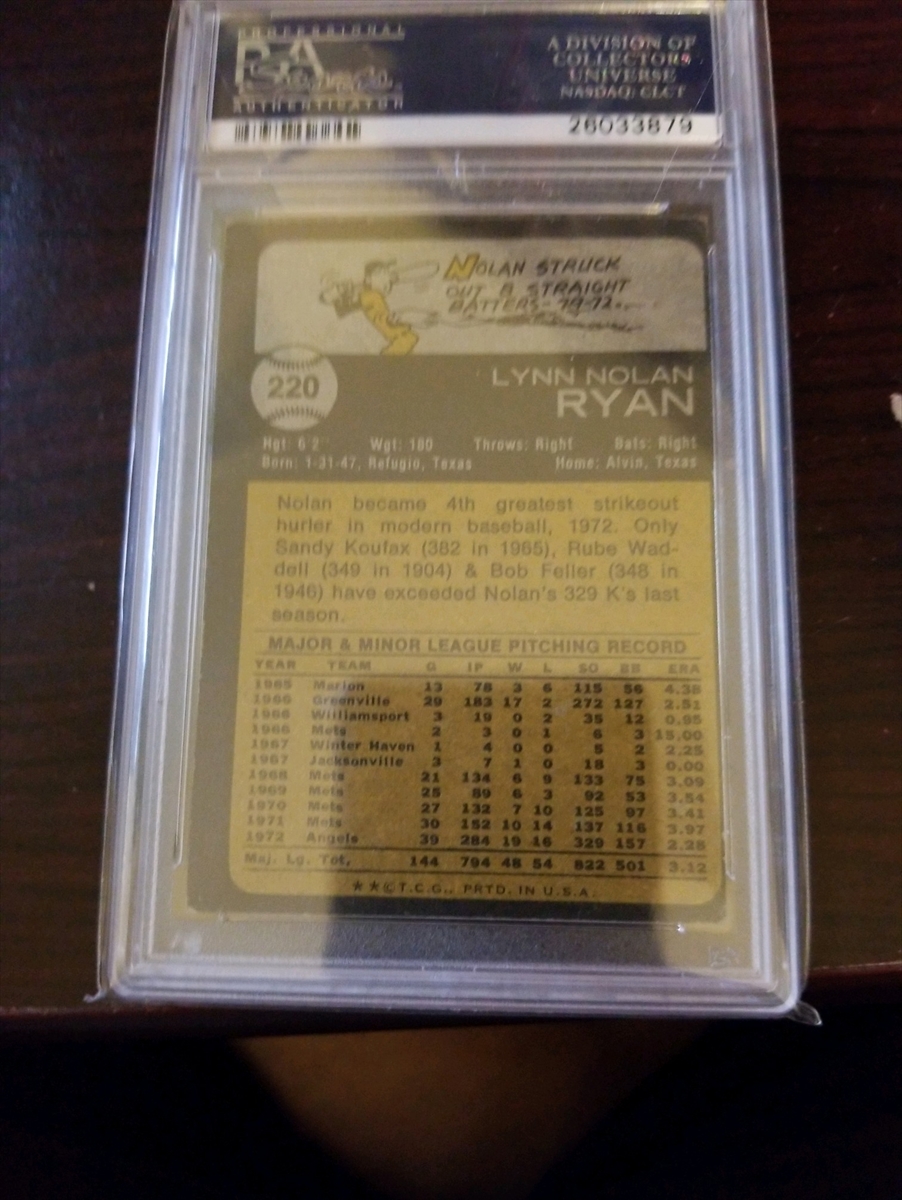 PROFESSIONAL
PSA
AUTHENTICATOR
A DIVISION OF
COLLECTORS
UNIVERSE
NASDAQ: CLCT
26033879
NOLAN STRUCK
OUT 8 STRAIGHT
BATTERS - 7-9-72.
220
LYNN NOLAN
RYAN
Hgt: 6'2" Wgt: 180 Throws: Right Bats: Right
Born: 1-31-47, Refugio, Texas Home: Alvin, Texas
Nolan became 4th greatest strikeout
hurler in modern baseball, 1972. Only
Sandy Koufax (382 in 1965), Rube Wad-
dell (349 in 1904) & Bob Feller (348 in
1946) have exceeded Nolan's 329 K's last
season.
MAJOR & MINOR LEAGUE PITCHING RECORD
YEAR TEAM G IP W L SO BB ERA
1965 Marion 13 78 3 6 115 56 4.38
1966 Greenville 29 183 17 2 272 127 2.51
1966 Williamsport 3 19 0 2 35 12 0.95
1966 Mets 2 3 0 1 6 3 15.00
1967 Winter Haven 1 4 0 0 5 2 2.25
1967 Jacksonville 3 7 1 0 18 3 0.00
1968 Mets 21 134 6 9 133 75 3.09
1969 Mets 25 89 6 3 92 53 3.54
1970 Mets 27 132 7 10 125 97 3.41
1971 Mets 30 152 10 14 137 116 3.97
1972 Angels 39 284 19 16 329 157 2.28
Maj. Lg. Tot. 144 794 48 54 822 501 3.12
★★©T.C.G., PRTD. IN U.S.A.